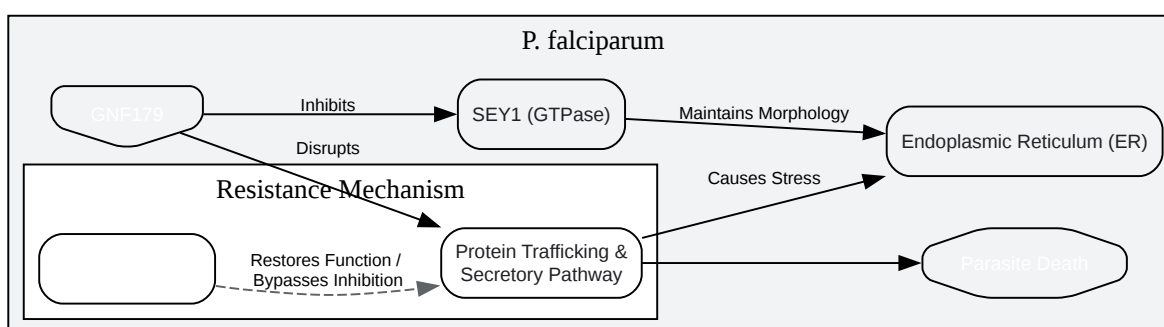 P. falciparum
GNF179
Inhibits
SEY1 (GTPase)
Maintains Morphology
Endoplasmic Reticulum (ER)
Disrupts
Causes Stress
Resistance Mechanism
Restores Function /
Bypasses Inhibition
Protein Trafficking &
Secretory Pathway
Parasite Death